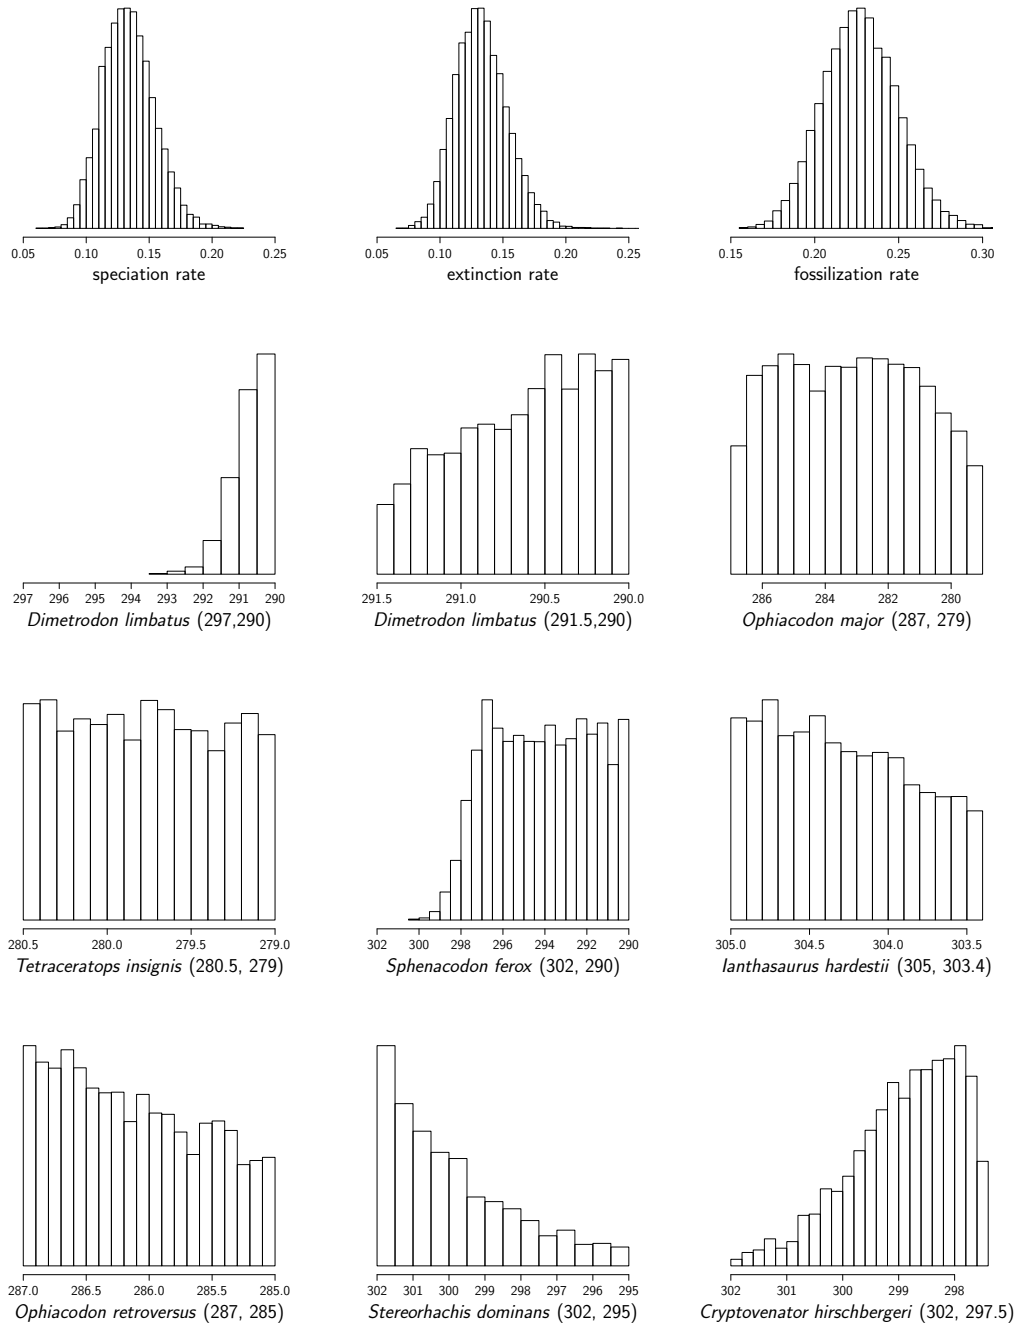 0.05 0.10 0.15 0.20 0.25
speciation rate
0.05 0.10 0.15 0.20 0.25
extinction rate
0.15 0.20 0.25 0.30
fossilization rate
297 296 295 294 293 292 291 290
Dimetrodon limbatus (297,290)
291.5 291.0 290.5 290.0
Dimetrodon limbatus (291.5,290)
286 284 282 280
Ophiacodon major (287, 279)
280.5 280.0 279.5 279.0
Tetraceratops insignis (280.5, 279)
302 300 298 296 294 292 290
Sphenacodon ferox (302, 290)
305.0 304.5 304.0 303.5
Ianthasaurus hardestii (305, 303.4)
287.0 286.5 286.0 285.5 285.0
Ophiacodon retroversus (287, 285)
302 301 300 299 298 297 296 295
Stereorhachis dominans (302, 295)
302 301 300 299 298
Cryptovenator hirschbergeri (302, 297.5)